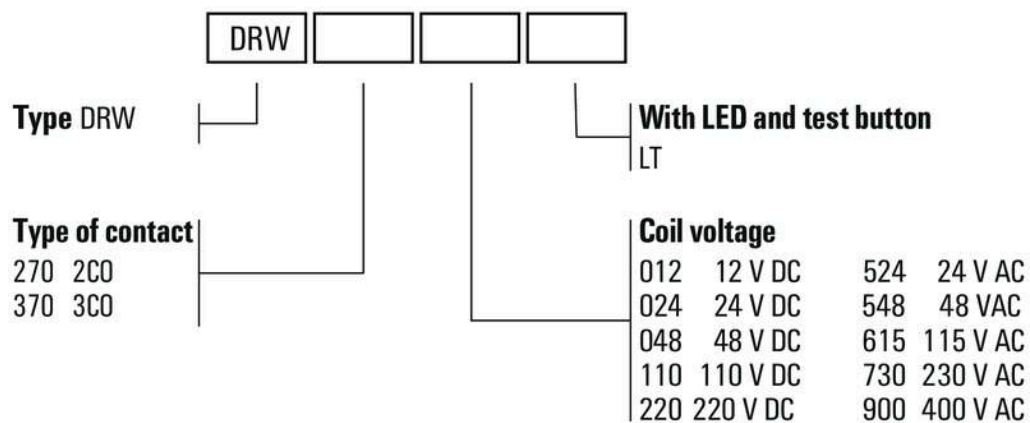 DRW
Type DRW
With LED and test button
LT
Type of contact
270 2CO
370 3CO
Coil voltage
012 12 V DC 524 24 V AC
024 24 V DC 548 48 VAC
048 48 V DC 615 115 V AC
110 110 V DC 730 230 V AC
220 220 V DC 900 400 V AC